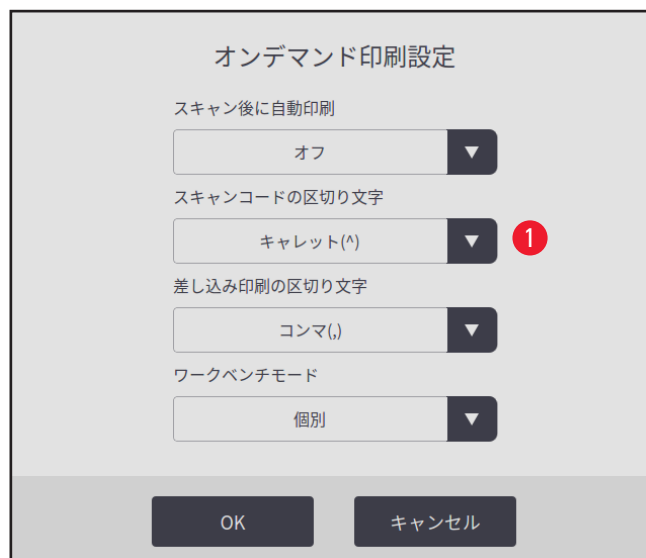 オンデマンド印刷設定
スキャン後に自動印刷
オフ
スキャンコードの区切り文字
キャレット(^)
1
差し込み印刷の区切り文字
コンマ(,)
ワークベンチモード
個別
OK
キャンセル